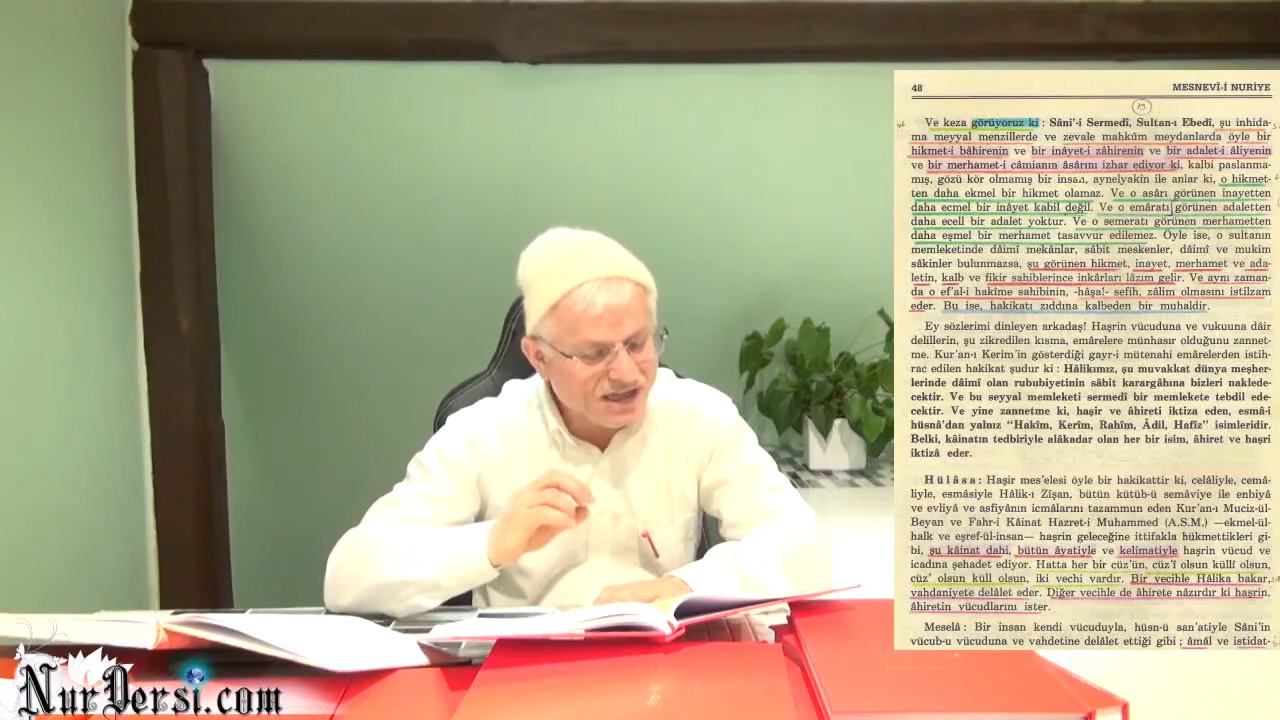 48 MESNEVÎ-İ NURİYE
Ve keza görüyoruz ki : Sâni'-i Sermedî, Sultan-ı Ebedî, şu inhida-
ma meyyal menzillerde ve zevale mahkûm meydanlarda öyle bir
hikmet-i bâhirenin ve bir inâyet-i zâhirenin ve bir adalet-i âliyenin
ve bir merhamet-i câmianın âsârını izhar ediyor ki, kalbi paslanma-
mış, gözü kör olmamış bir insan, aynelyakîn ile anlar ki, o hikmet-
ten daha ekmel bir hikmet olamaz. Ve o asârı görünen inayetten
daha ecmel bir inâyet kabil değil. Ve o emâratı görünen adaletten
daha ecell bir adalet yoktur. Ve o semeratı görünen merhametten
daha eşmel bir merhamet tasavvur edilemez. Öyle ise, o sultanın
memleketinde daimî mekânlar, sâbit meskenler, dâimî ve mukim
sâkinler bulunmazsa, şu görünen hikmet, inayet, merhamet ve ada-
letin, kalb ve fikir sahiblerince inkârları lâzım gelir. Ve aynı zaman-
da o ef'al-i hakîme sahibinin, -hâşa!- sefih, zâlim olmasını istilzam
eder. Bu ise, hakikatı zıddına kalbeden bir muhaldir.
Ey sözlerimi dinleyen arkadaş! Haşrin vücuduna ve vukuuna dâir
delillerin, şu zikredilen kısma, emârelere münhasır olduğunu zannet-
me. Kur'an-ı Kerim'in gösterdiği gayr-i mütenahi emârelerden istih-
rac edilen hakikat şudur ki : Hâlikımız, şu muvakkat dünya meşher-
lerinde dâimî olan rububiyetinin sâbit karargâhına bizleri naklede-
cektir. Ve bu seyyal memleketi sermedî bir memlekete tebdil ede-
cektir. Ve yine zannetme ki, haşir ve âhireti iktiza eden, esmâ-i
hüsnâ'dan yalnız "Hakîm, Kerîm, Rahîm, Âdil, Hafîz" isimleridir.
Belki, kâinatın tedbiriyle alâkadar olan her bir isim, âhiret ve haşri
iktizâ eder.
Hülâsa: Haşir mes'elesi öyle bir hakikattir ki, celâliyle, cemâ-
liyle, esmâsiyle Hâlik-ı Zîşan, bütün kütüb-ü semâviye ile enbiyâ
ve evliyâ ve asfiyânın icmâlarını tazammun eden Kur'an-ı Muciz-ül-
Beyan ve Fahr-i Kâinat Hazret-i Muhammed (A.S.M.) —ekmel-ül-
halk ve eşref-ül-insan— haşrin geleceğine ittifakla hükmettikleri gi-
bi, şu kâinat dahi, bütün âyatiyle ve kelimatiyle haşrin vücud ve
icadına şehadet ediyor. Hatta her bir cüz'ün, cüz'î olsun küllî olsun,
cüz' olsun küll olsun, iki vechi vardır. Bir vecihle Hâlika bakar,
vahdaniyete delâlet eder. Diğer vecihle de âhirete nâzırdır ki haşrin,
âhiretin vücudlarını ister.
Meselâ : Bir insan kendi vücuduyla, hüsn-ü san'atiyle Sâni'in
vücub-u vücuduna ve vahdetine delâlet ettiği gibi ; âmâl ve istidat-
NurDersi.com